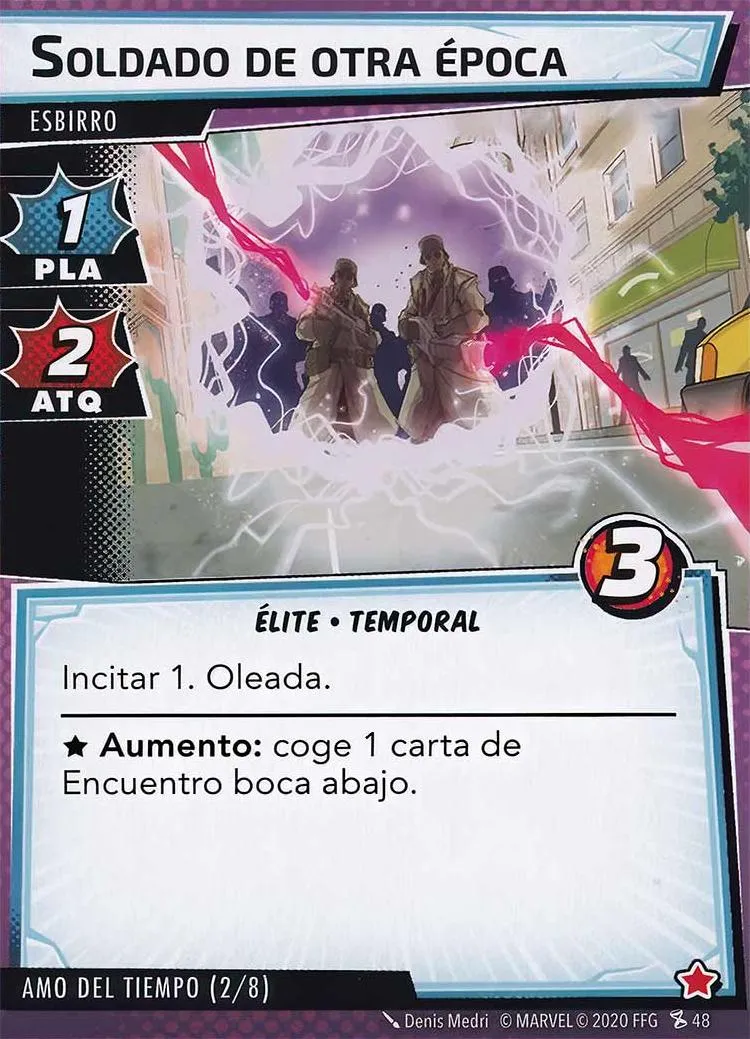 SOLDADO DE OTRA ÉPOCA
ESBIRRO
1
PLA
2
ATQ
3
ÉLITE • TEMPORAL
Incitar 1. Oleada.
★ Aumento: coge 1 carta de
Encuentro boca abajo.
AMO DEL TIEMPO (2/8)
Denis Medri © MARVEL © 2020 FFG 48